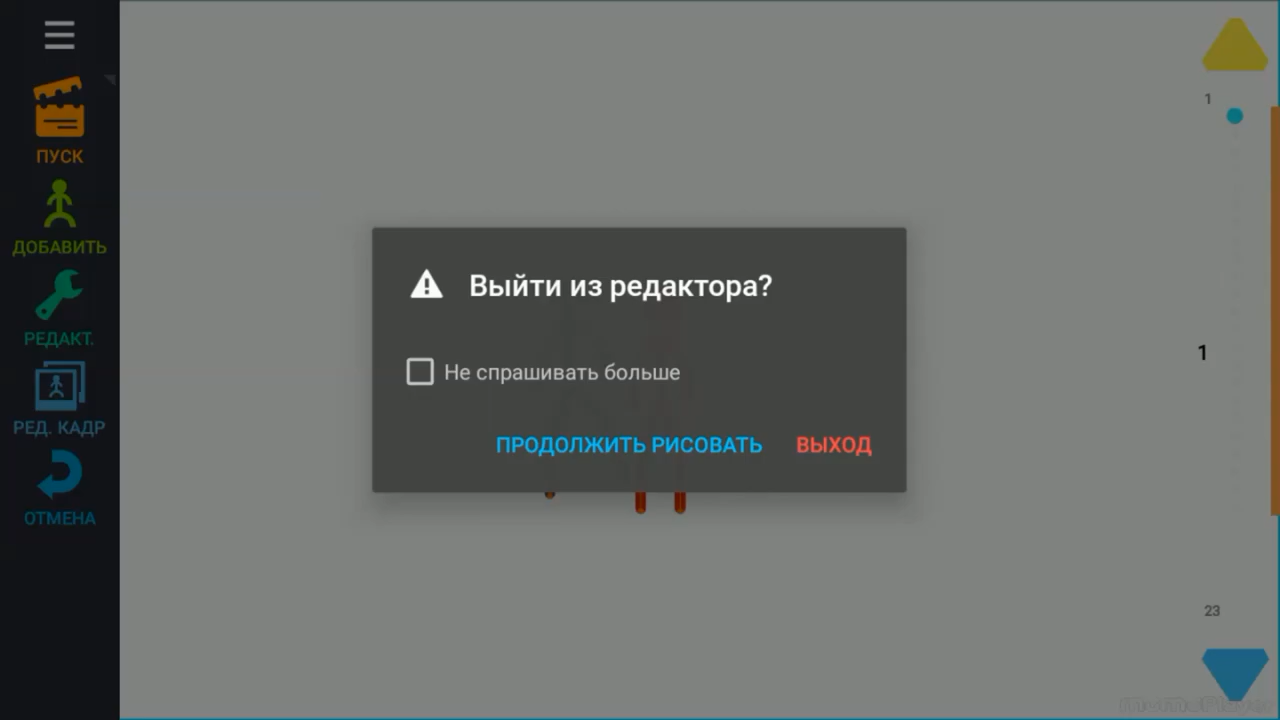 ПУСК
ДОБАВИТЬ
РЕДАКТ.
РЕД. КАДР
ОТМЕНА
Выйти из редактора?
Не спрашивать больше
ПРОДОЛЖИТЬ РИСОВАТЬ ВЫХОД
1
1
23